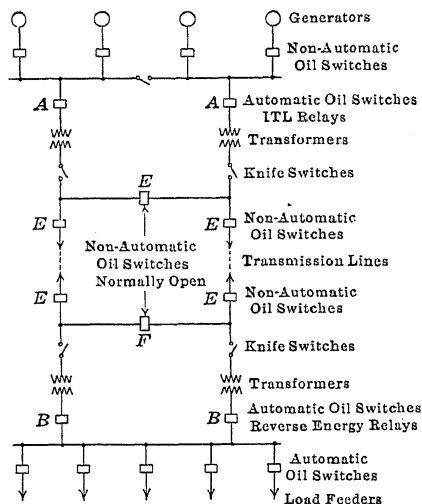 Generators
Non-Automatic
Oil Switches
A
A
Automatic Oil Switches
ITL Relays
Transformers
Knife Switches
E
E
E
Non-Automatic
Oil Switches
Non-Automatic
Oil Switches
Normally Open
Transmission Lines
E
E
Non-Automatic
Oil Switches
F
Knife Switches
Transformers
B
B
Automatic Oil Switches
Reverse Energy Relays
Automatic
Oil Switches
Load Feeders